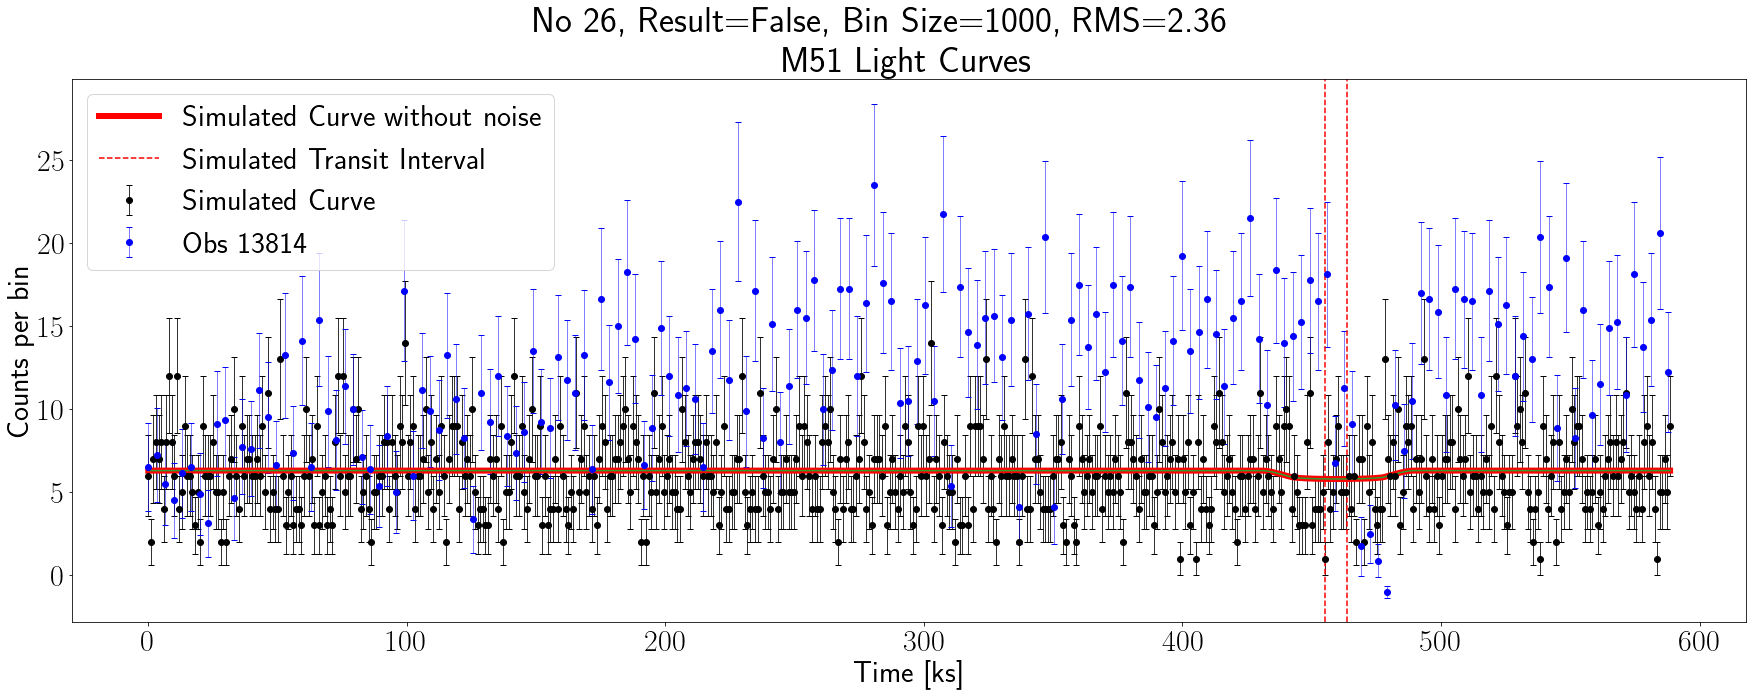 No 26, Result=False, Bin Size=1000, RMS=2.36
M51 Light Curves
Simulated Curve without noise
Simulated Transit Interval
Simulated Curve
Obs 13814
Counts per bin
25
20
15
10
5
0
0 100 200 300 400 500 600
Time [ks]